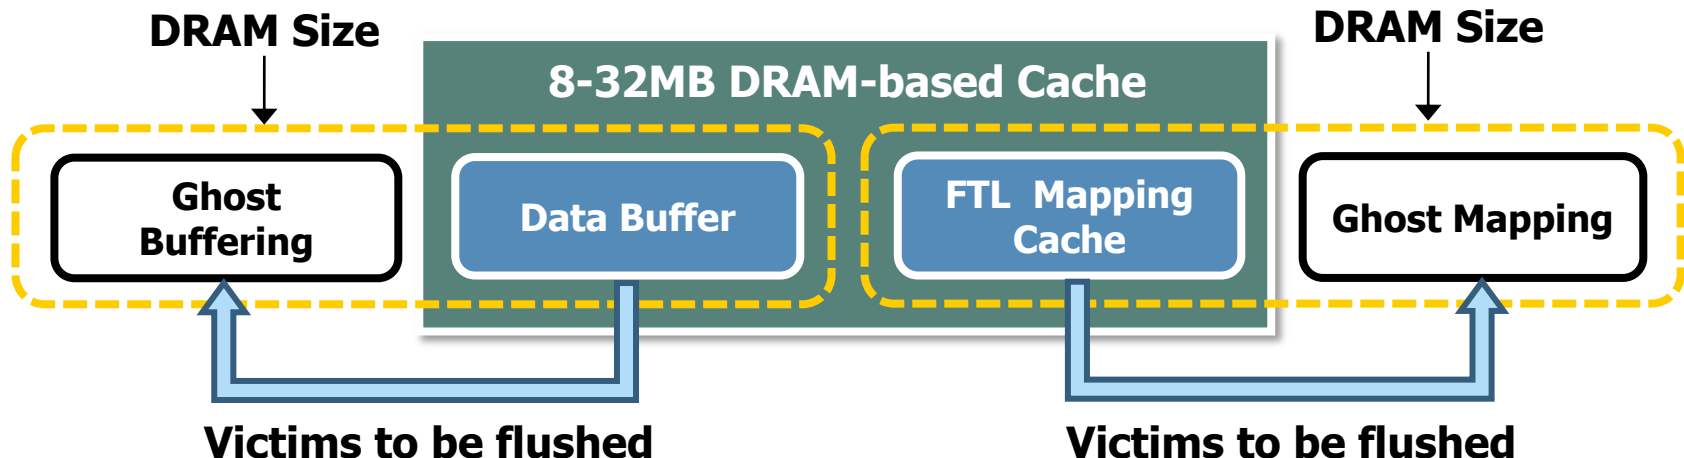 DRAM Size
DRAM Size
8-32MB DRAM-based Cache
Ghost
Buffering
Data Buffer
FTL Mapping
Cache
Ghost Mapping
Victims to be flushed
Victims to be flushed